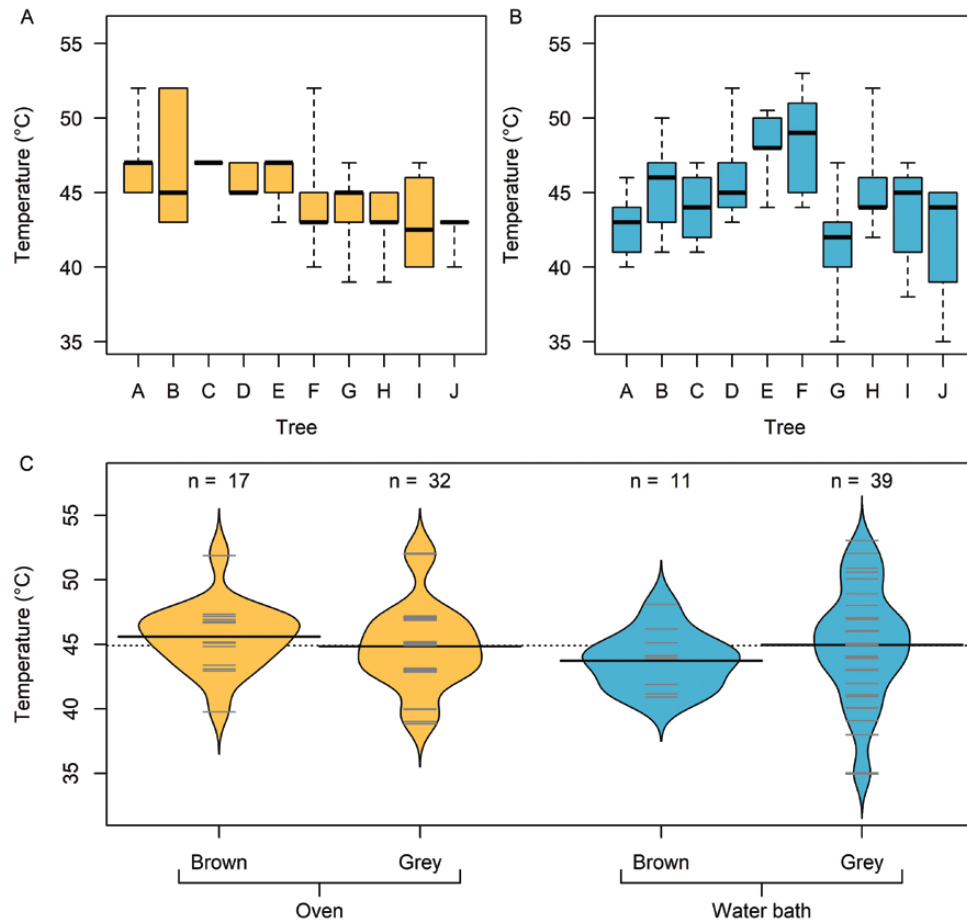 A
B
Temperature (°C)
55
50
45
40
35
A B C D E F G H I J
Tree
Temperature (°C)
55
50
45
40
35
A B C D E F G H I J
Tree
C
n = 17
n = 32
n = 11
n = 39
Temperature (°C)
55
50
45
40
35
Brown
Grey
Brown
Grey
Oven
Water bath